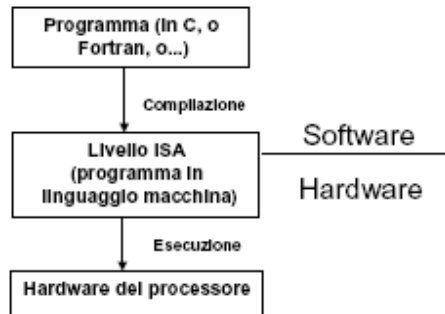 Programma (in C, o
Fortran, o...)
Compilazione
Livello ISA
(programma in
linguaggio macchina)
Software
Hardware
Esecuzione
Hardware del processore